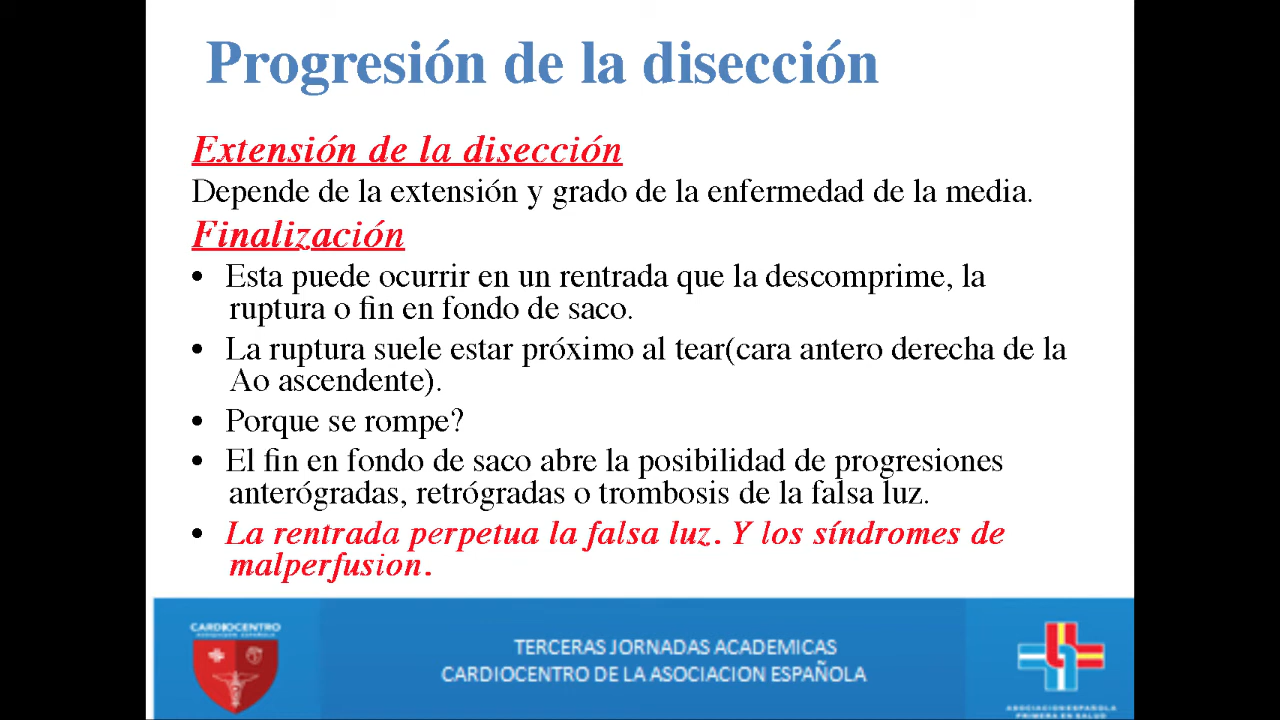 Progresión de la disección
Extensión de la disección
Depende de la extensión y grado de la enfermedad de la media.
Finalización
• Esta puede ocurrir en un rentrada que la descomprime, la
ruptura o fin en fondo de saco.
• La ruptura suele estar próximo al tear(cara antero derecha de la
Ao ascendente).
• Porque se rompe?
• El fin en fondo de saco abre la posibilidad de progresiones
anterógradas, retrógradas o trombosis de la falsa luz.
• La rentrada perpetua la falsa luz. Y los síndromes de
malperfusion.
CARDIOCENTRO
ASOCIACION ESPAÑOLA
TERCERAS JORNADAS ACADEMICAS
CARDIOCENTRO DE LA ASOCIACION ESPAÑOLA
ASOCIACION ESPAÑOLA
PRIMERA EN SALUD